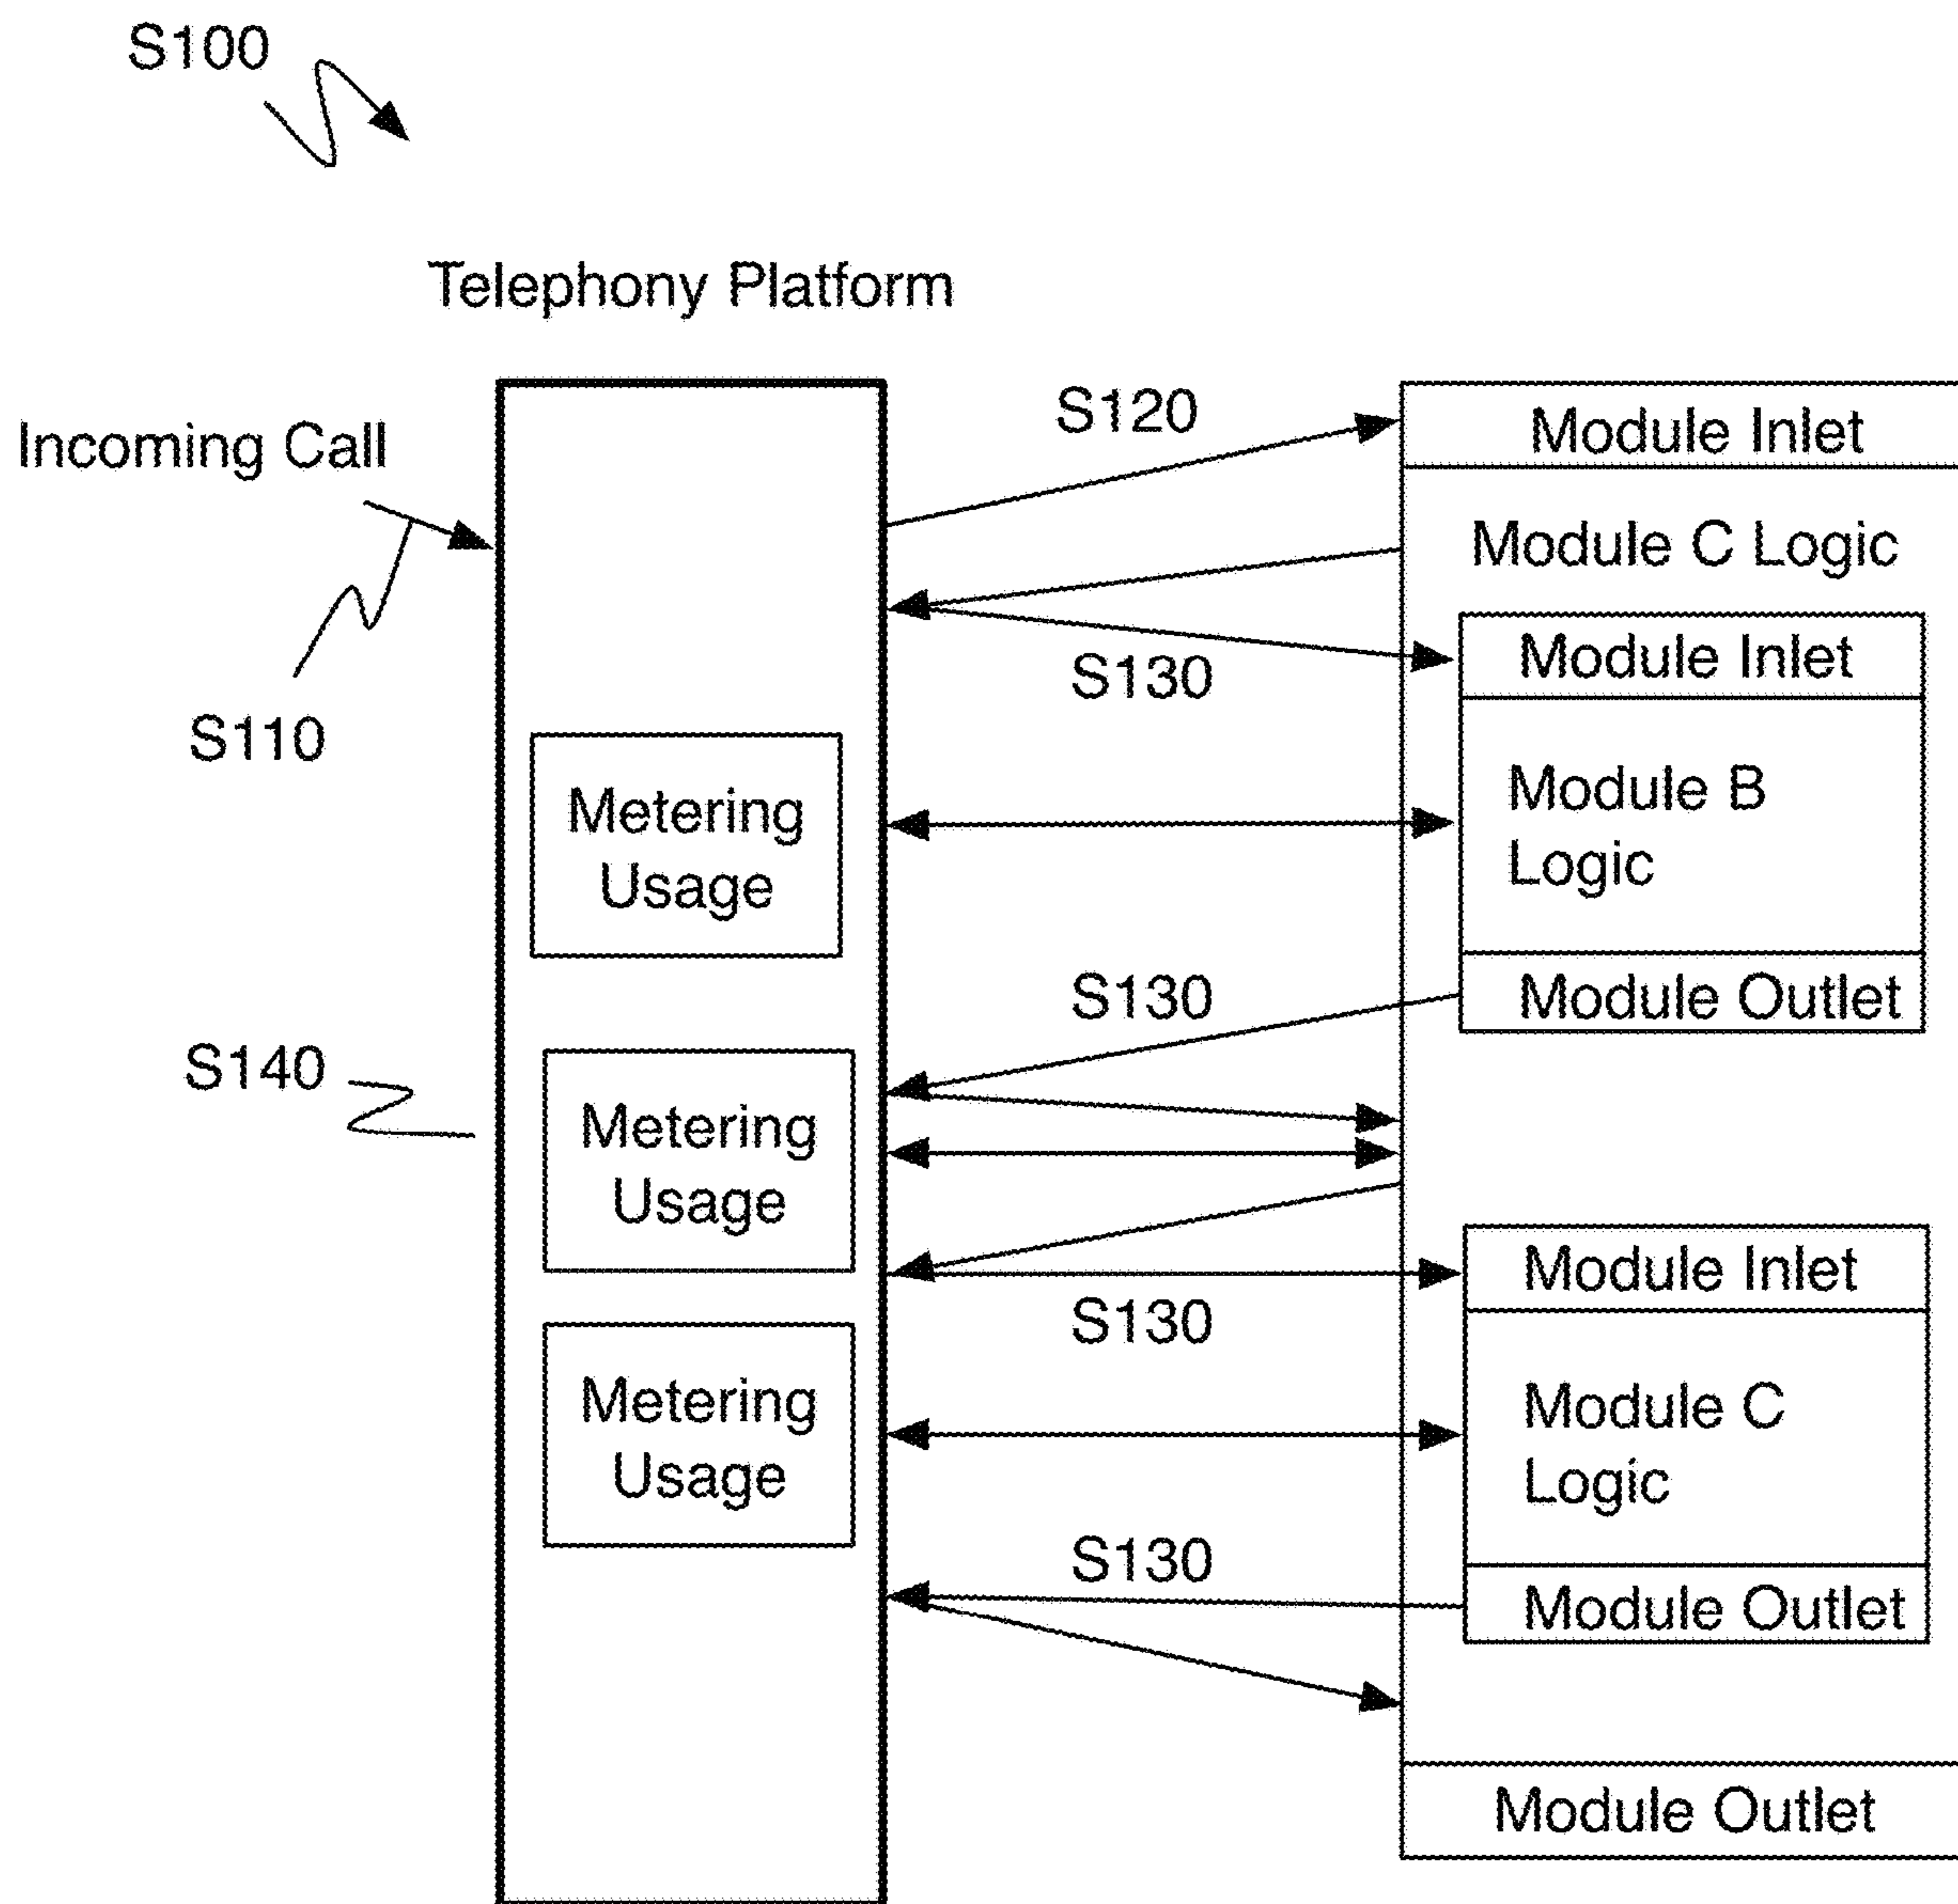 S100
Telephony Platform
Incoming Call
S110
S120
Module Inlet
Module C Logic
S130
Module Inlet
Metering
Usage
Module B
Logic
S130
Module Outlet
S140
Metering
Usage
Module Inlet
S130
Metering
Usage
Module C
Logic
S130
Module Outlet
Module Outlet